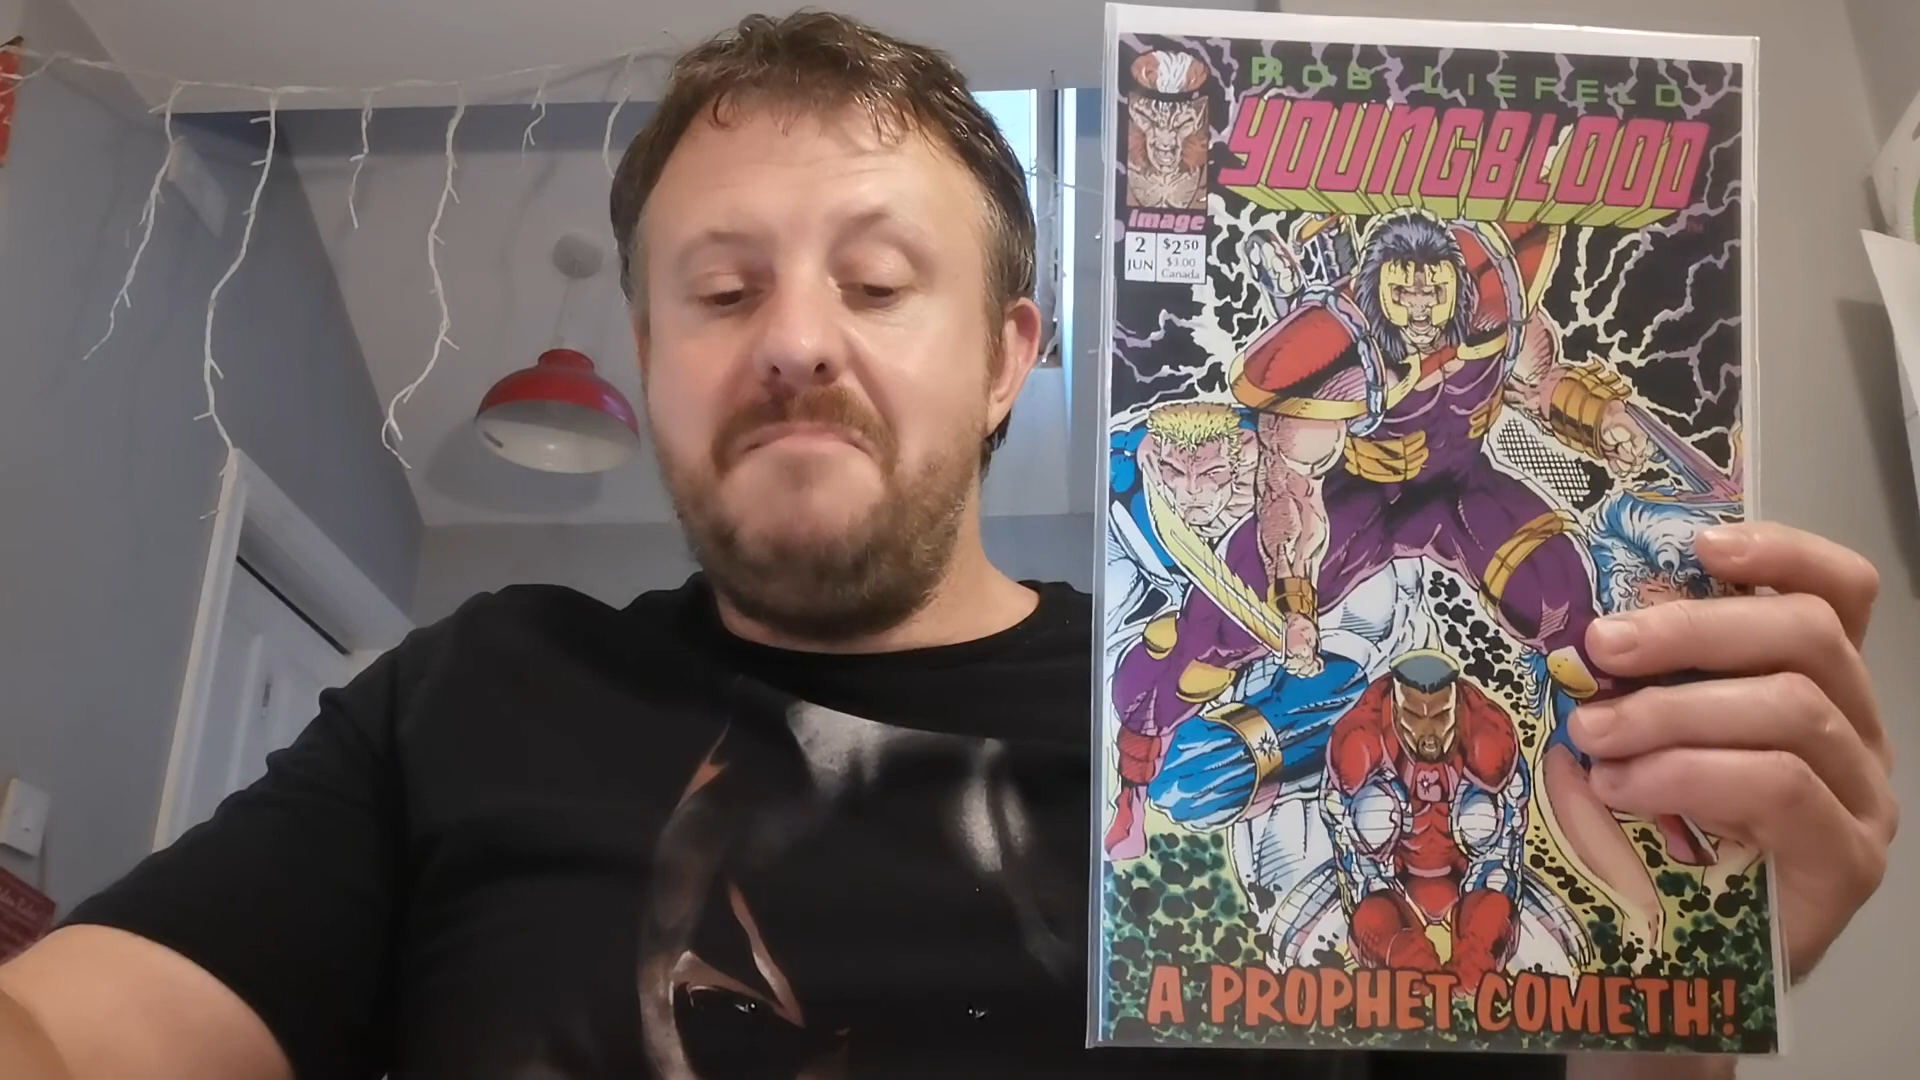 ROB LIEFELD
YOUNGBLOOD
image
2
JUN
$2.50
$3.00
Canada
A PROPHET COMETH!